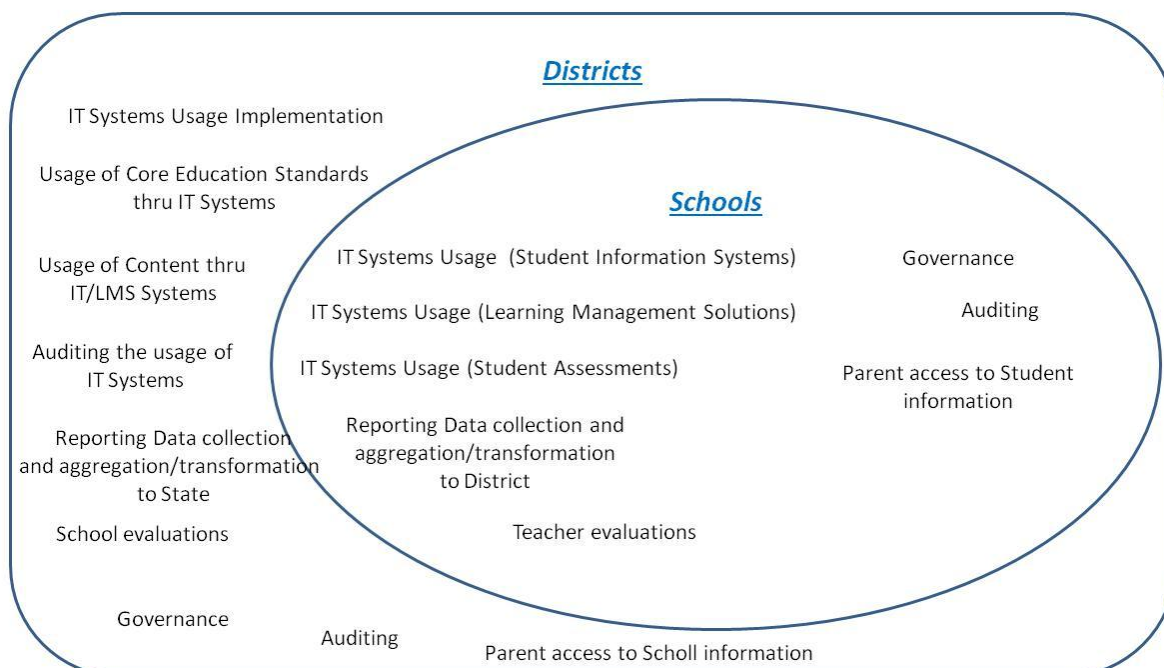 Districts
IT Systems Usage Implementation
Usage of Core Education Standards
thru IT Systems
Usage of Content thru
IT/LMS Systems
Auditing the usage of
IT Systems
Reporting Data collection
and aggregation/transformation
to State
School evaluations
Governance
Auditing
Parent access to Scholl information
Schools
IT Systems Usage (Student Information Systems)
IT Systems Usage (Learning Management Solutions)
IT Systems Usage (Student Assessments)
Reporting Data collection and
aggregation/transformation
to District
Teacher evaluations
Governance
Auditing
Parent access to Student
information